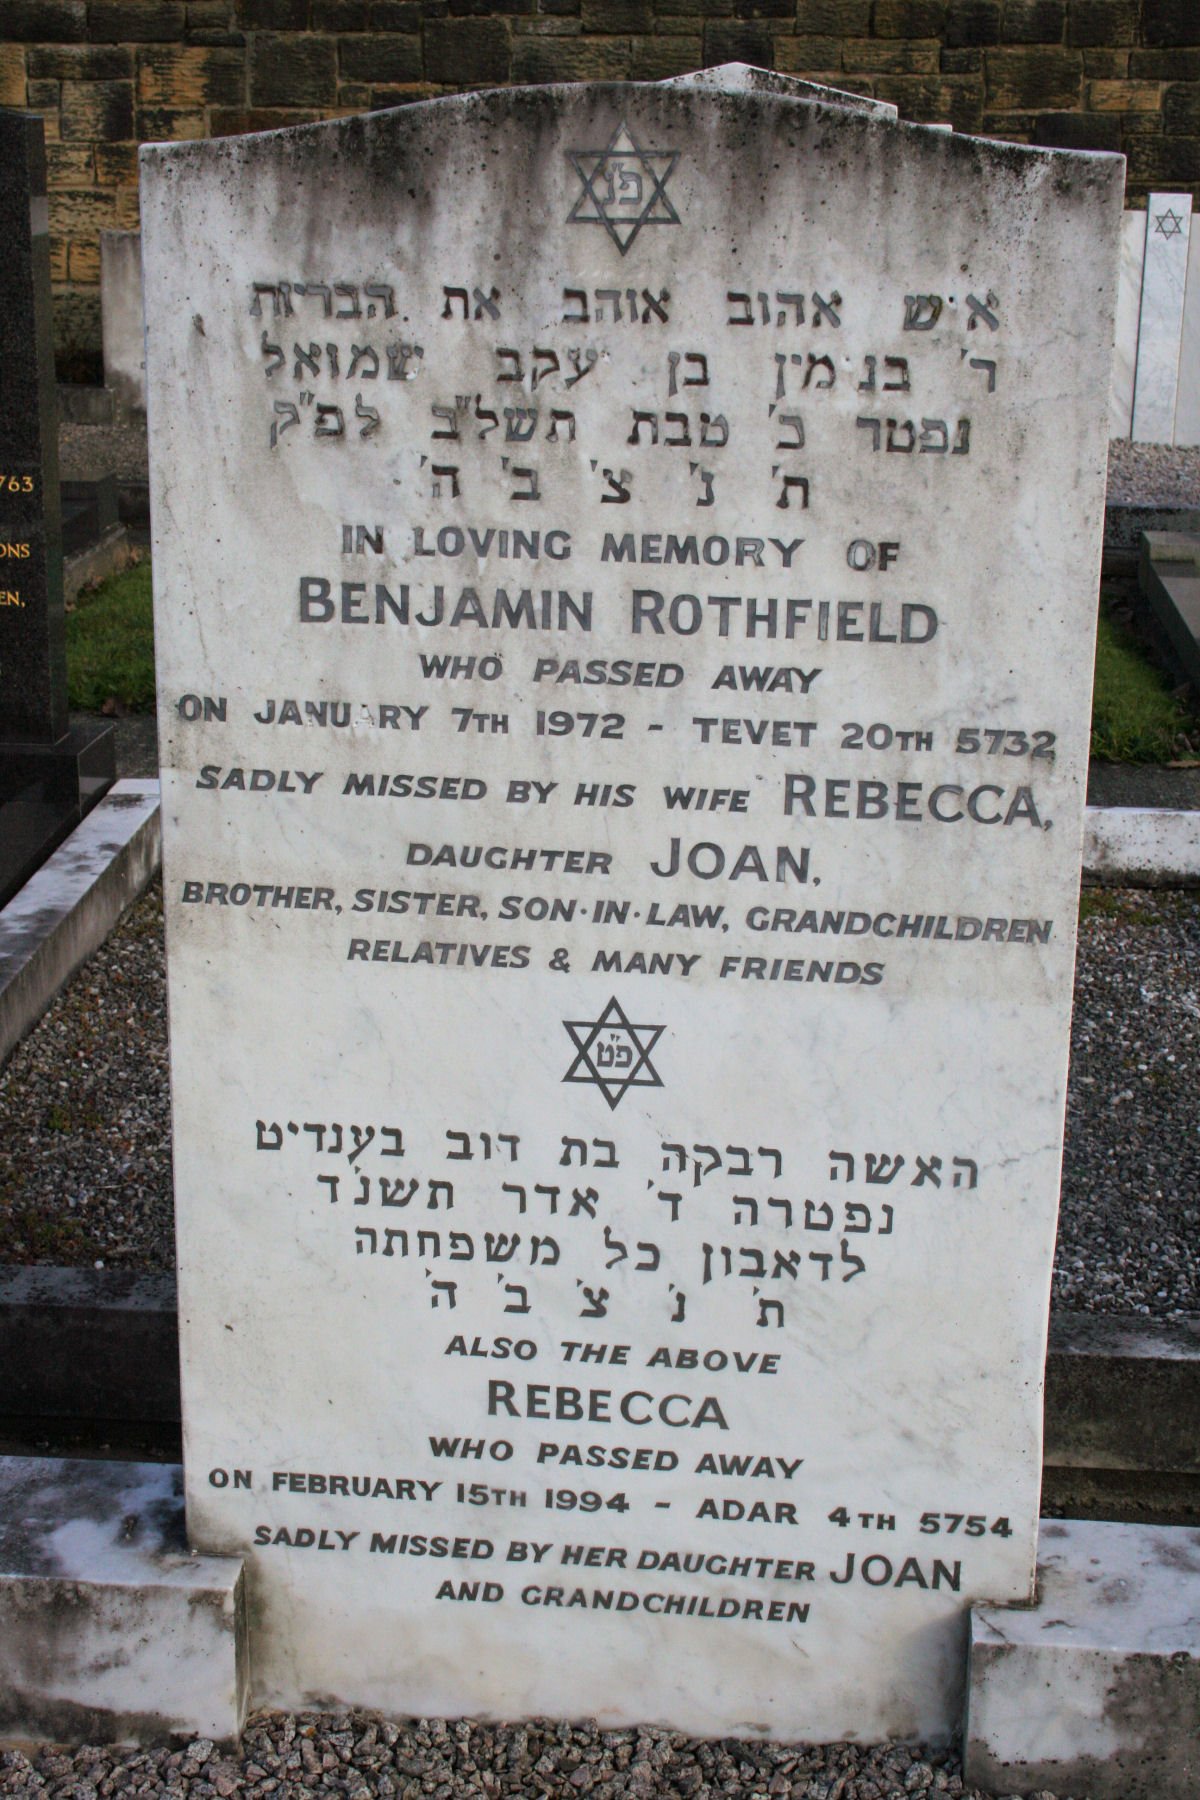 פ״נ
איש אהוב אוהב את הבריות
ר׳ בנימין בן יעקב שמואל
נפטר כ׳ טבת תשל״ב לפ״ק
ת׳ נ׳ צ׳ ב׳ ה׳
IN LOVING MEMORY OF
BENJAMIN ROTHFIELD
WHO PASSED AWAY
ON JANUARY 7TH 1972 - TEVET 20TH 5732
SADLY MISSED BY HIS WIFE REBECCA,
DAUGHTER JOAN,
BROTHER, SISTER, SON·IN·LAW, GRANDCHILDREN
RELATIVES & MANY FRIENDS
פ״ט
האשה רבקה בת דוב בענדיט
נפטרה ד׳ אדר תשנ׳ד
לדאבון כל משפחתה
ת׳ נ׳ צ׳ ב׳ ה׳
ALSO THE ABOVE
REBECCA
WHO PASSED AWAY
ON FEBRUARY 15TH 1994 - ADAR 4TH 5754
SADLY MISSED BY HER DAUGHTER JOAN
AND GRANDCHILDREN
763
ONS
EN,